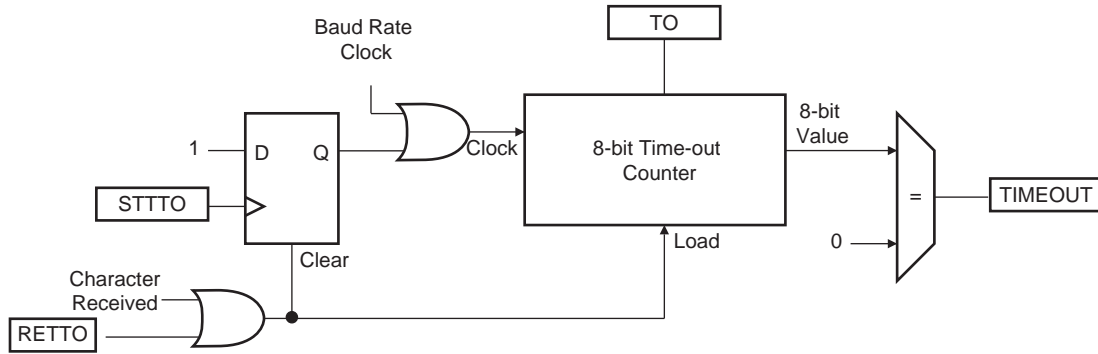 TO
Baud Rate
Clock
1
D
Q
Clock
8-bit Time-out
Counter
8-bit
Value
STTTO
=
TIMEOUT
0
Load
Clear
Character
Received
RETTO